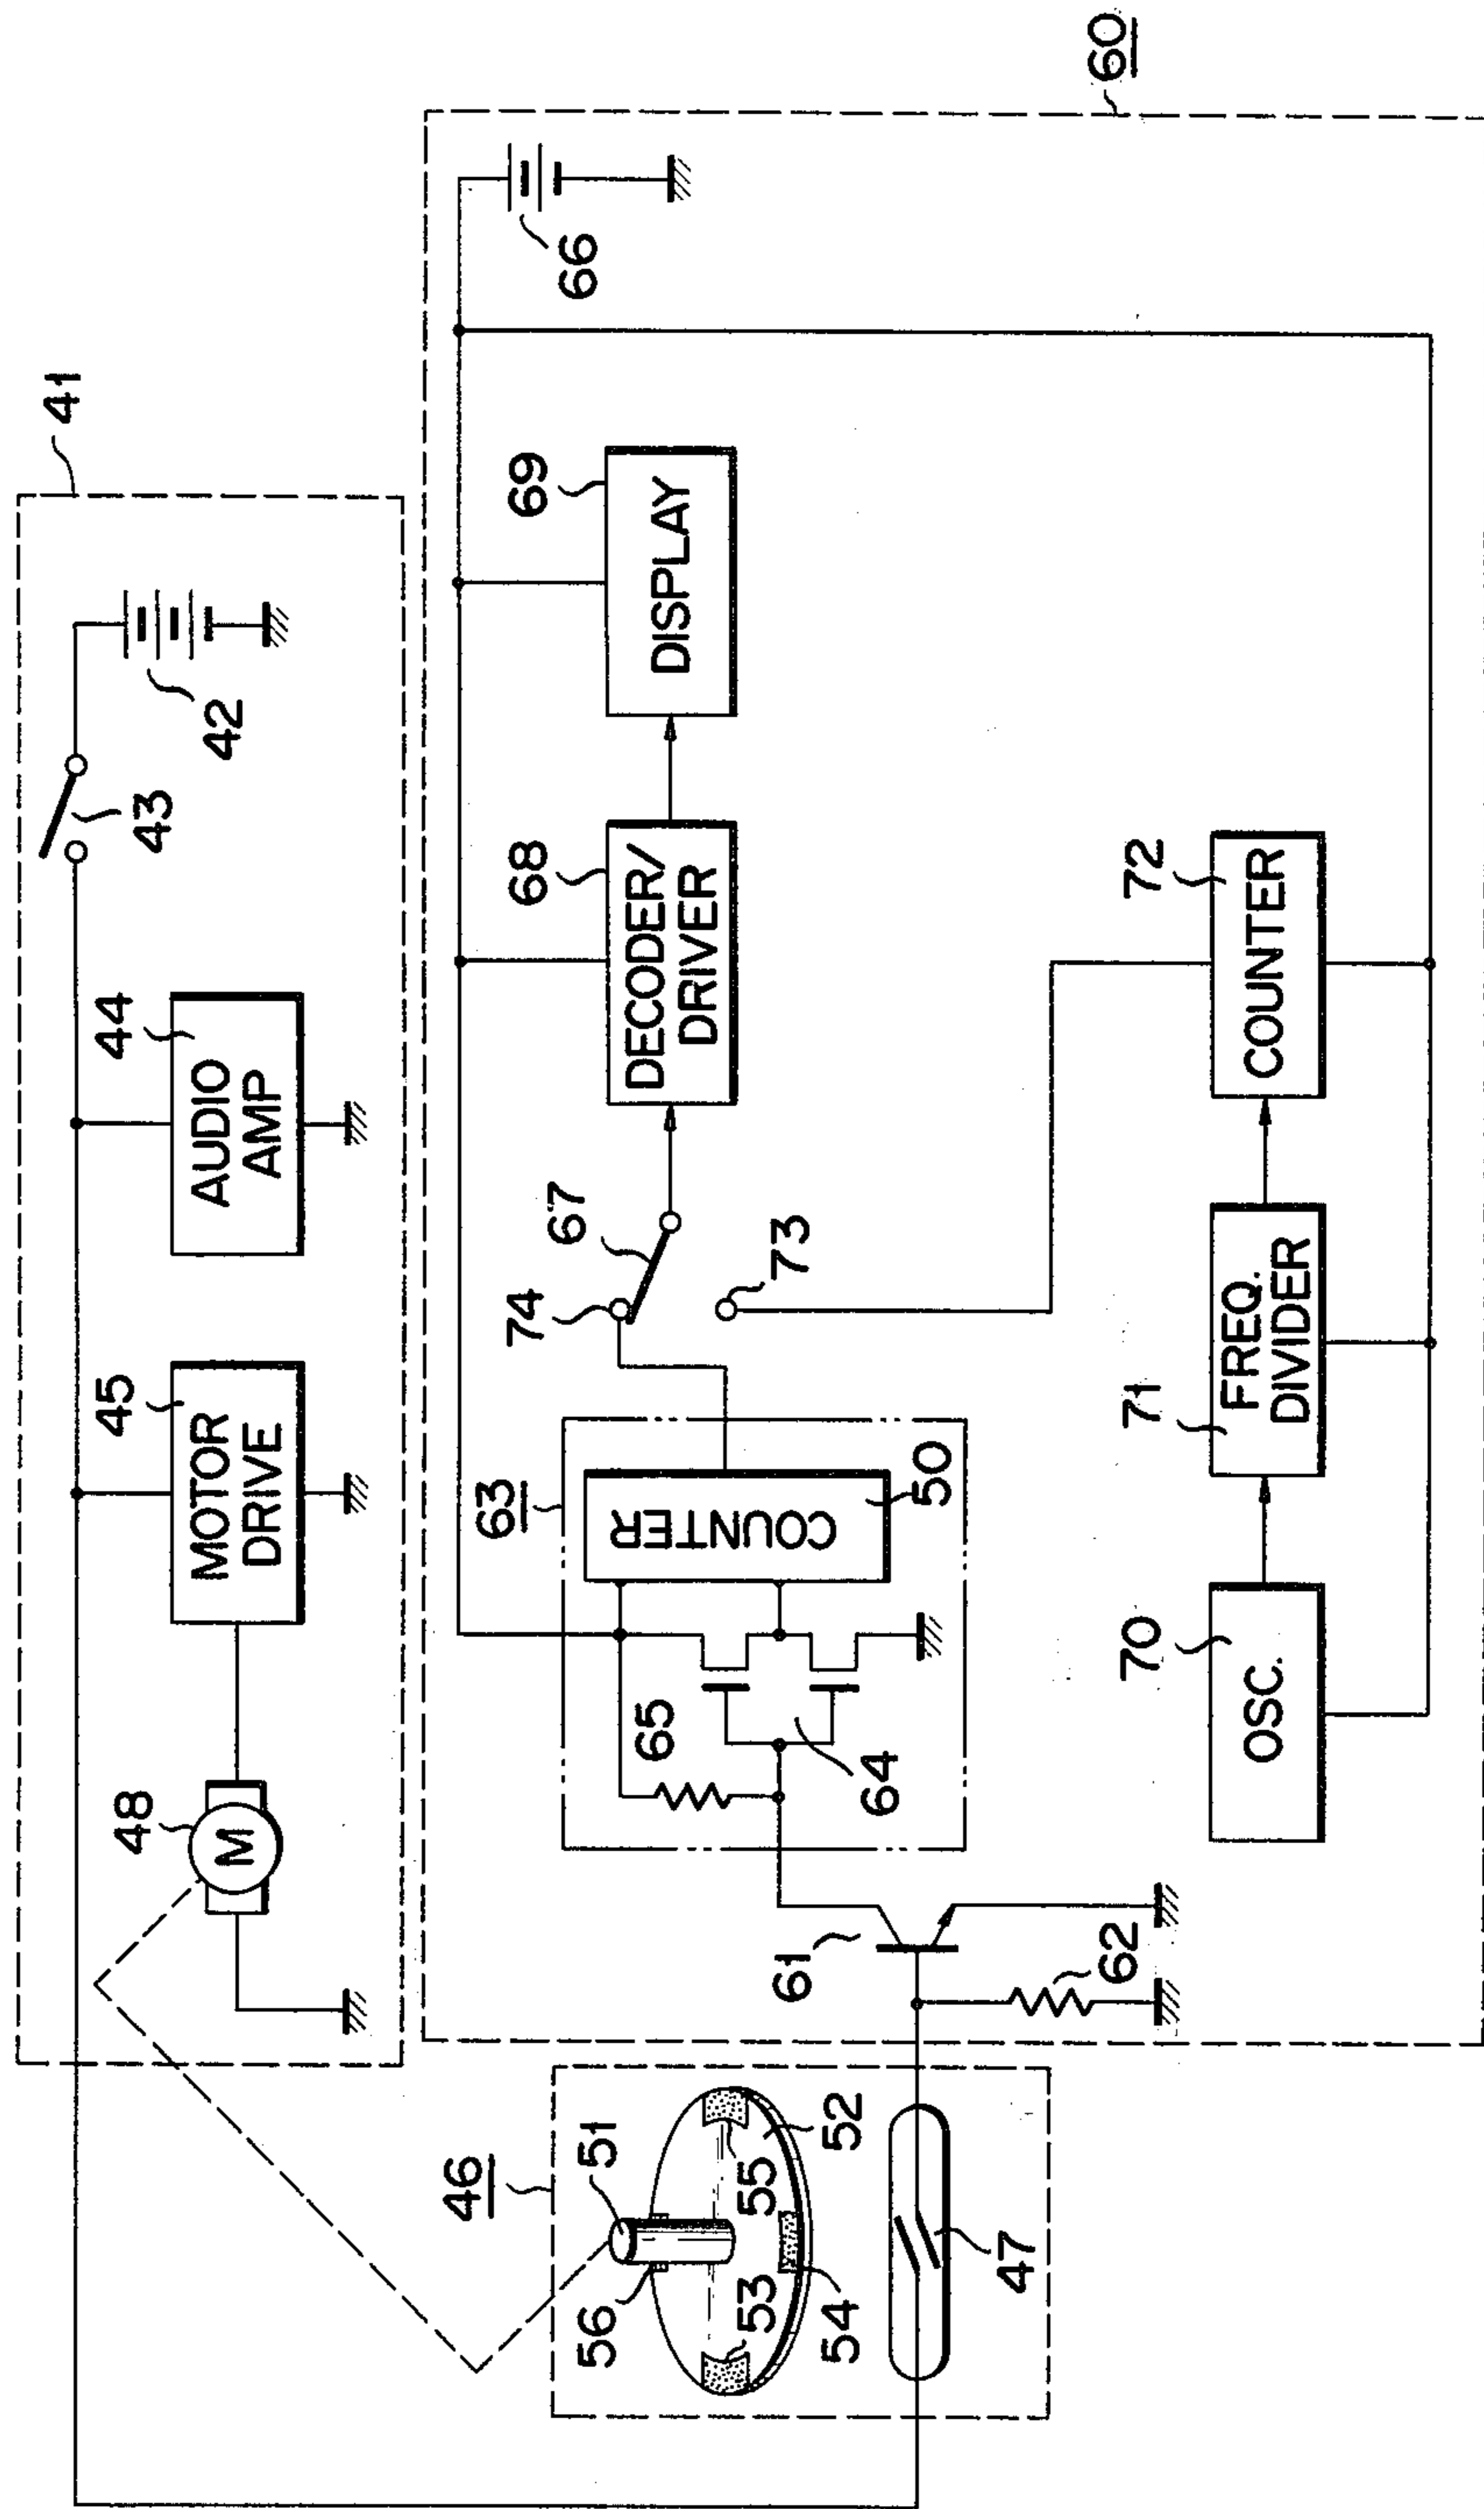 41
42
43
44
AUDIO
AMP
45
MOTOR
DRIVE
48
M
46
51
56
53
55
52
54
47
60
66
69
DISPLAY
68
DECODER/
DRIVER
67
74
73
63
COUNTER
50
65
64
61
62
72
COUNTER
71
FREQ.
DIVIDER
70
OSC.